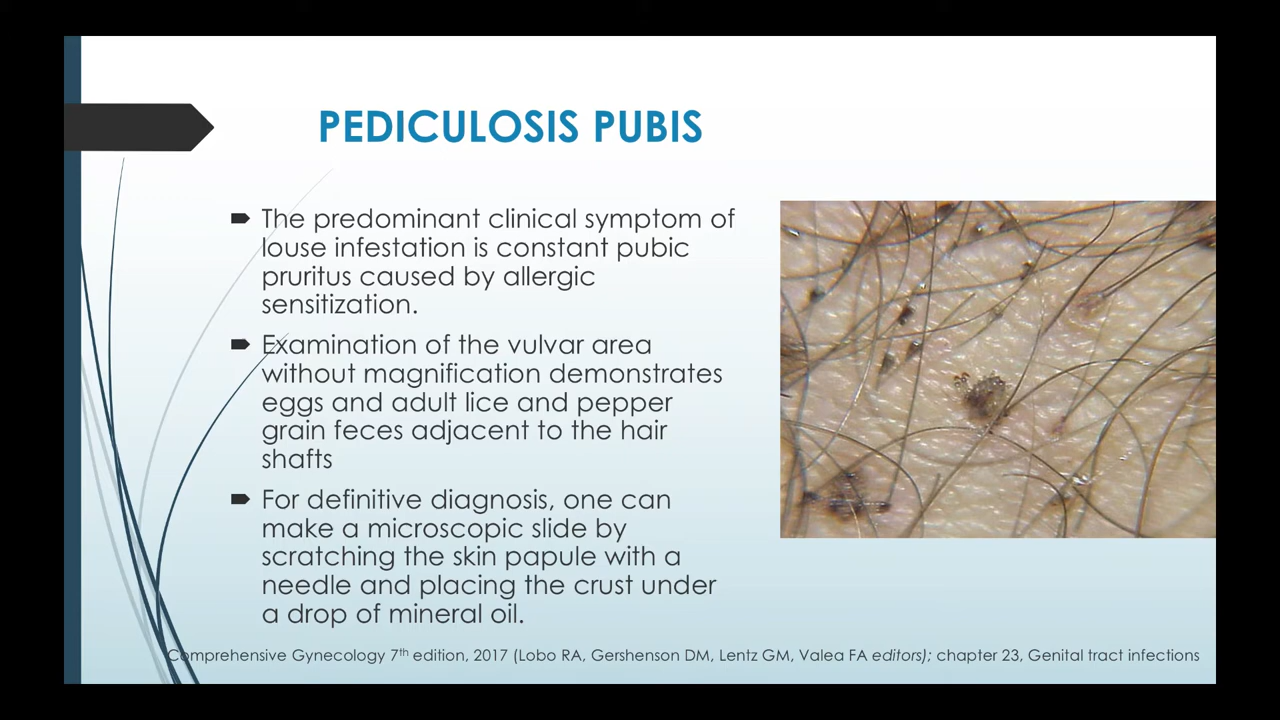 PEDICULOSIS PUBIS
The predominant clinical symptom of
louse infestation is constant pubic
pruritus caused by allergic
sensitization.
Examination of the vulvar area
without magnification demonstrates
eggs and adult lice and pepper
grain feces adjacent to the hair
shafts
For definitive diagnosis, one can
make a microscopic slide by
scratching the skin papule with a
needle and placing the crust under
a drop of mineral oil.
Comprehensive Gynecology 7th edition, 2017 (Lobo RA, Gershenson DM, Lentz GM, Valea FA editors); chapter 23, Genital tract infections